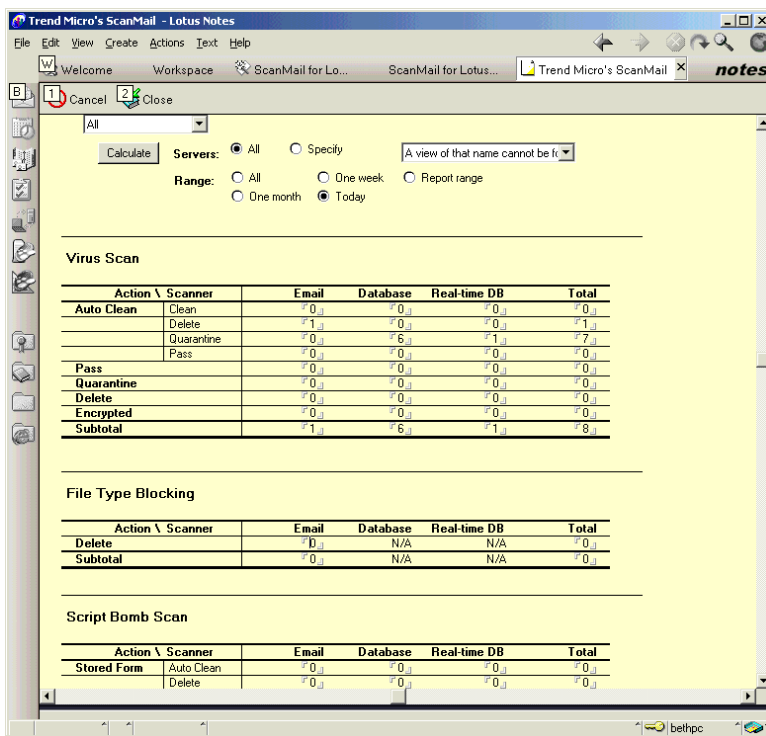 Trend Micro's ScanMail - Lotus Notes
File Edit View Create Actions Text Help
W Welcome Workspace ScanMail for Lo... ScanMail for Lotus... Trend Micro's ScanMail notes
B 1 Cancel 2 Close
All
Calculate Servers: All Specify A view of that name cannot be fo
Range: All One week Report range
One month Today
Virus Scan
Action \ Scanner Email Database Real-time DB Total
Auto Clean Clean 0 0 0 0
Delete 1 0 0 1
Quarantine 0 6 1 7
Pass 0 0 0 0
Pass 0 0 0 0
Quarantine 0 0 0 0
Delete 0 0 0 0
Encrypted 0 0 0 0
Subtotal 1 6 1 8
File Type Blocking
Action \ Scanner Email Database Real-time DB Total
Delete 0 N/A N/A 0
Subtotal 0 N/A N/A 0
Script Bomb Scan
Action \ Scanner Email Database Real-time DB Total
Stored Form Auto Clean 0 0 0 0
Delete 0 0 0 0
bethpc